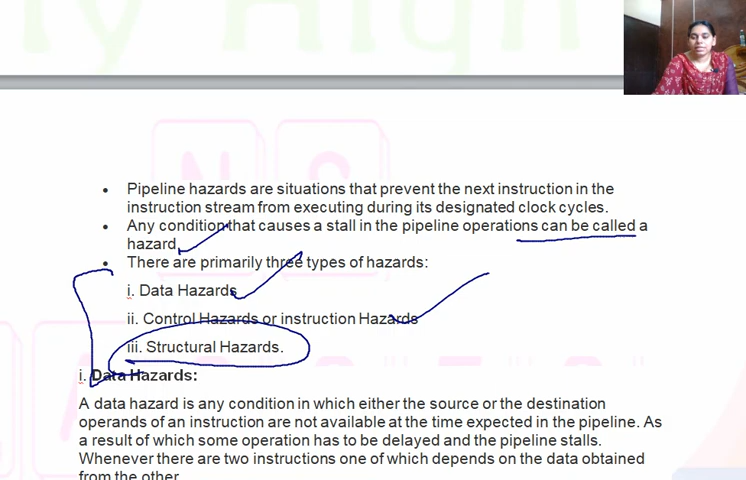 ly High
N S
• Pipeline hazards are situations that prevent the next instruction in the
instruction stream from executing during its designated clock cycles.
• Any condition that causes a stall in the pipeline operations can be called a
hazard.
• There are primarily three types of hazards:
i. Data Hazards
ii. Control Hazards or instruction Hazards
iii. Structural Hazards.
i. Data Hazards:
A data hazard is any condition in which either the source or the destination
operands of an instruction are not available at the time expected in the pipeline. As
a result of which some operation has to be delayed and the pipeline stalls.
Whenever there are two instructions one of which depends on the data obtained
from the other.